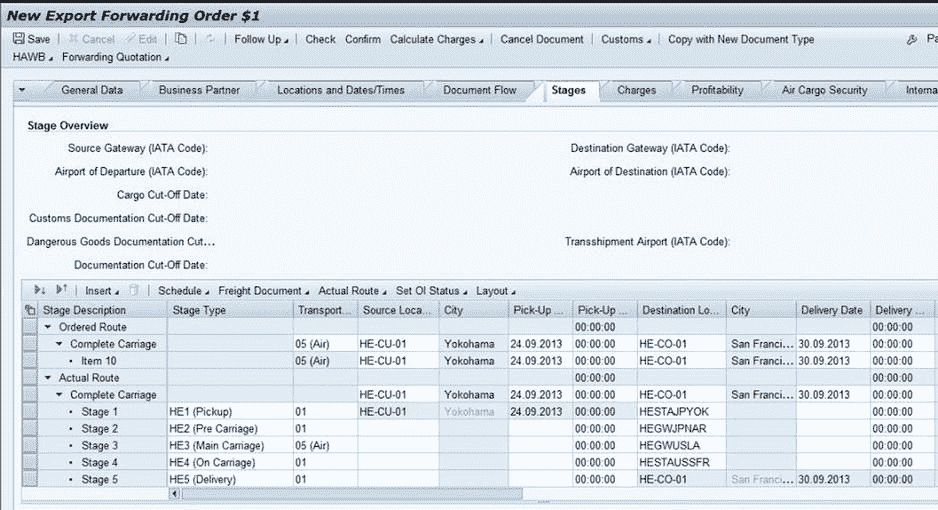 New Export Forwarding Order $1
Save Cancel Edit Follow Up Check Confirm Calculate Charges Cancel Document Customs Copy with New Document Type Pa
HAWB Forwarding Quotation
General Data Business Partner Locations and Dates/Times Document Flow Stages Charges Profitability Air Cargo Security Interna
Stage Overview
Source Gateway (IATA Code): Destination Gateway (IATA Code):
Airport of Departure (IATA Code): Airport of Destination (IATA Code):
Cargo Cut-Off Date:
Customs Documentation Cut-Off Date:
Dangerous Goods Documentation Cut... Transshipment Airport (IATA Code):
Documentation Cut-Off Date:
Insert Schedule Freight Document Actual Route Set OI Status Layout
Stage Description Stage Type Transport... Source Loca... City Pick-Up ... Pick-Up ... Destination Lo... City Delivery Date Delivery ...
Ordered Route 00:00:00 00:00:00
Complete Carriage 05 (Air) HE-CU-01 Yokohama 24.09.2013 00:00:00 HE-CO-01 San Franci... 30.09.2013 00:00:00
Item 10 05 (Air) HE-CU-01 Yokohama 24.09.2013 00:00:00 HE-CO-01 San Franci... 30.09.2013 00:00:00
Actual Route 00:00:00 00:00:00
Complete Carriage HE-CU-01 Yokohama 24.09.2013 00:00:00 HE-CO-01 San Franci... 30.09.2013 00:00:00
Stage 1 HE1 (Pickup) 01 HE-CU-01 Yokohama 24.09.2013 00:00:00 HESTAJPYOK 00:00:00
Stage 2 HE2 (Pre Carriage) 01 00:00:00 HEGWJPNAR 00:00:00
Stage 3 HE3 (Main Carriage) 05 (Air) 00:00:00 HEGWUSLA 00:00:00
Stage 4 HE4 (On Carriage) 01 00:00:00 HESTAUSSFR 00:00:00
Stage 5 HE5 (Delivery) 01 00:00:00 HE-CO-01 San Franci... 30.09.2013 00:00:00